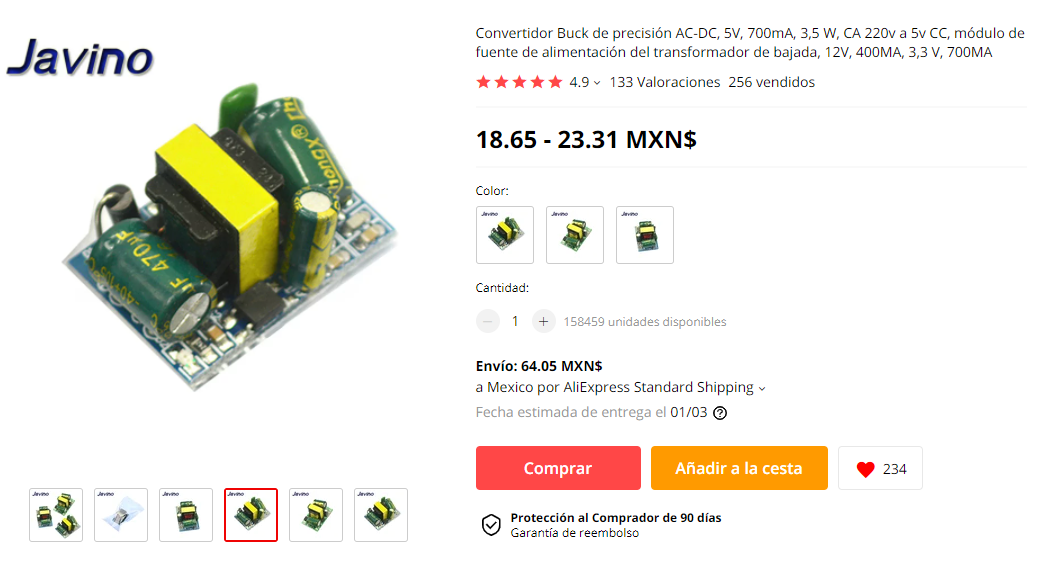 Javino
470µF
Convertidor Buck de precisión AC-DC, 5V, 700mA, 3,5 W, CA 220v a 5v CC, módulo de
fuente de alimentación del transformador de bajada, 12V, 400MA, 3,3 V, 700MA
4.9 133 Valoraciones 256 vendidos
18.65 - 23.31 MXN$
Color:
Javino Javino Javino
Cantidad:
1 158459 unidades disponibles
Envío: 64.05 MXN$
a Mexico por AliExpress Standard Shipping
Fecha estimada de entrega el 01/03
Comprar Añadir a la cesta 234
Protección al Comprador de 90 días
Garantía de reembolso
Javino Javino Javino Javino Javino Javino